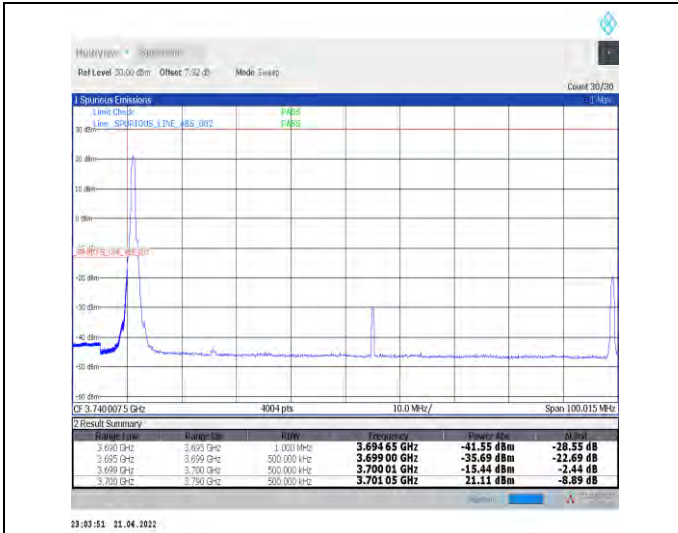 MultiView Spectrum
Ref Level 30.00 dBm Offset 7.92 dB Mode Sweep
Count 30/30
1 Spurious Emissions
Limit Check PASS
Line _SPURIOUS_LINE_ABS_002 PASS
30 dBm
20 dBm
10 dBm
0 dBm
_SPURIOUS_LINE_ABS_002
-20 dBm
-30 dBm
-40 dBm
-50 dBm
-60 dBm
CF 3.7400075 GHz 4004 pts 10.0 MHz/ Span 100.015 MHz
2 Result Summary
Range Low Range Up RBW Frequency Power Abs ΔLimit
3.690 GHz 3.695 GHz 1.000 MHz 3.694 65 GHz -41.55 dBm -28.55 dB
3.695 GHz 3.699 GHz 500.000 kHz 3.699 00 GHz -35.69 dBm -22.69 dB
3.699 GHz 3.700 GHz 500.000 kHz 3.700 01 GHz -15.44 dBm -2.44 dB
3.700 GHz 3.790 GHz 500.000 kHz 3.701 05 GHz 21.11 dBm -8.89 dB
23:03:51 21.04.2022